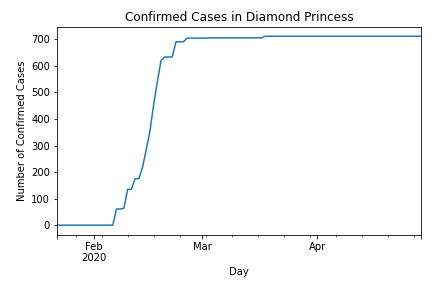 Confirmed Cases in Diamond Princess
Number of Confirmed Cases
700
600
500
400
300
200
100
0
Feb
2020
Mar
Apr
Day